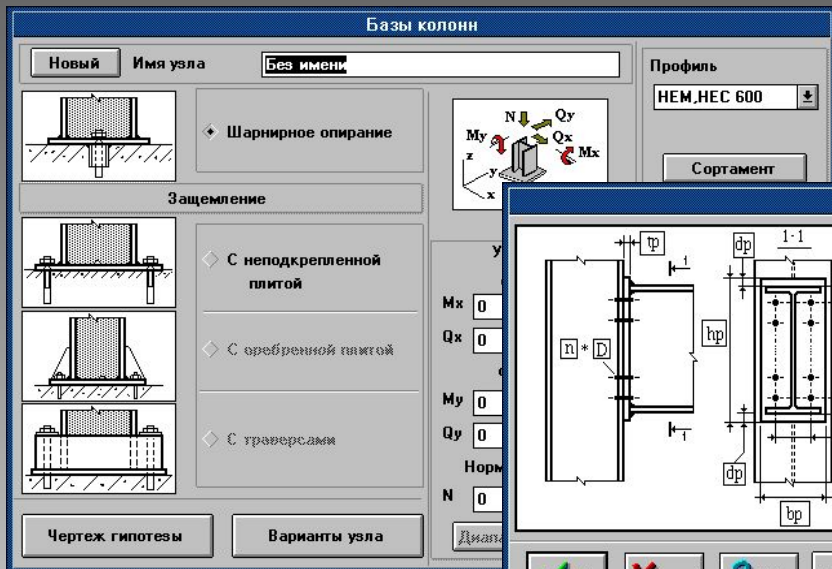 Базы колонн
Новый
Имя узла
Без имени
Профиль
HEM,HEC 600
Сортамент
Шарнирное опирание
N
Qy
My
Qx
Mx
z
y
x
Защемление
С неподкрепленной
плитой
С оребренной плитой
С траверсами
Mx 0
Qx 0
My 0
Qy 0
N 0
Чертеж гипотезы
Варианты узла
tp
dp
1-1
1
hp
n * D
1
dp
bp